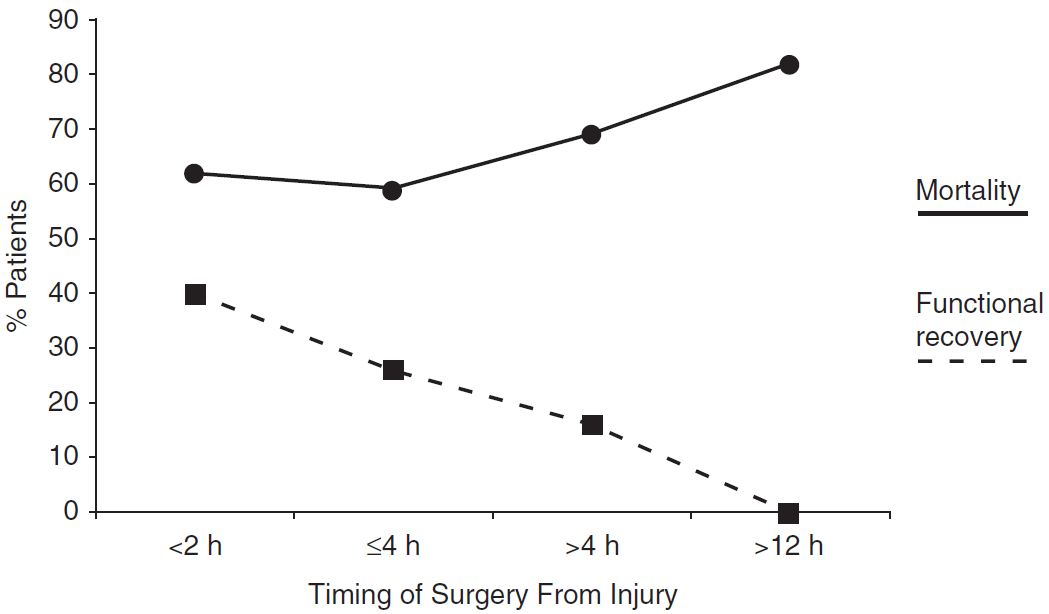 90
80
70
60
50
40
30
20
10
0
% Patients
<2 h
≤4 h
>4 h
>12 h
Timing of Surgery From Injury
Mortality
Functional
recovery